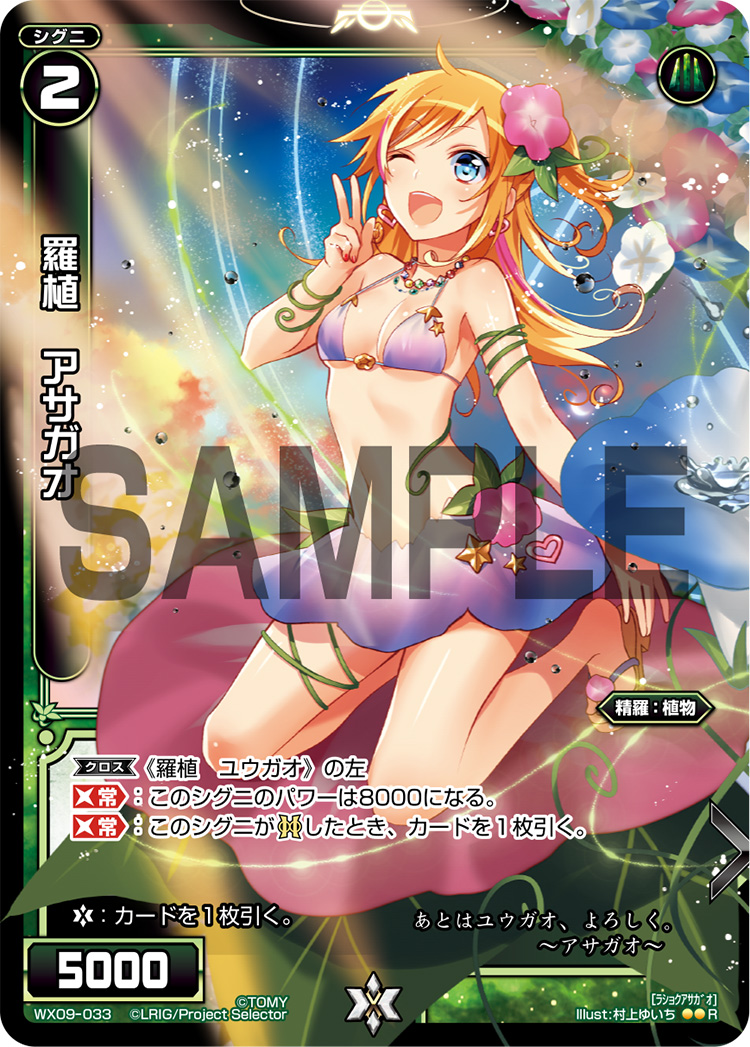 シグニ
2
羅植 アサガオ
SAMPLE
精羅：植物
クロス 《羅植 ユウガオ》の左
常：このシグニのパワーは8000になる。
常：このシグニがしたとき、カードを1枚引く。
：カードを1枚引く。
あとはユウガオ、よろしく。
～アサガオ～
5000
WX09-033 ©LRIG/Project Selector
©TOMY
[ラショクアサガオ]
Illust:村上ゆいち R